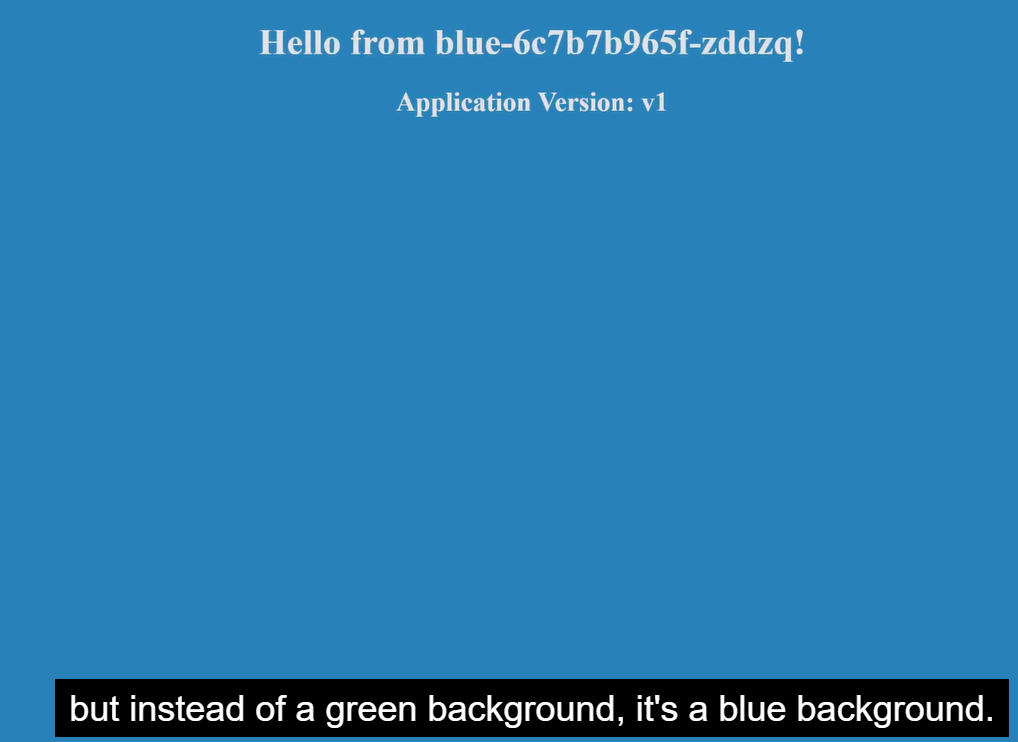 Hello from blue-6c7b7b965f-zddzq!
Application Version: v1
but instead of a green background, it's a blue background.